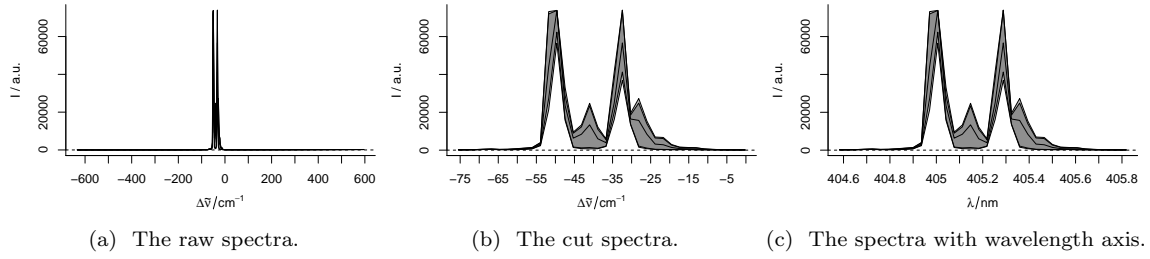 I / a.u.
0 20000 60000
−600 −400 −200 0 200 400 600
Δν̃/cm⁻¹
(a) The raw spectra.
I / a.u.
0 20000 60000
−75 −65 −55 −45 −35 −25 −15 −5
Δν̃/cm⁻¹
(b) The cut spectra.
I / a.u.
0 20000 60000
404.6 404.8 405 405.2 405.4 405.6 405.8
λ/nm
(c) The spectra with wavelength axis.